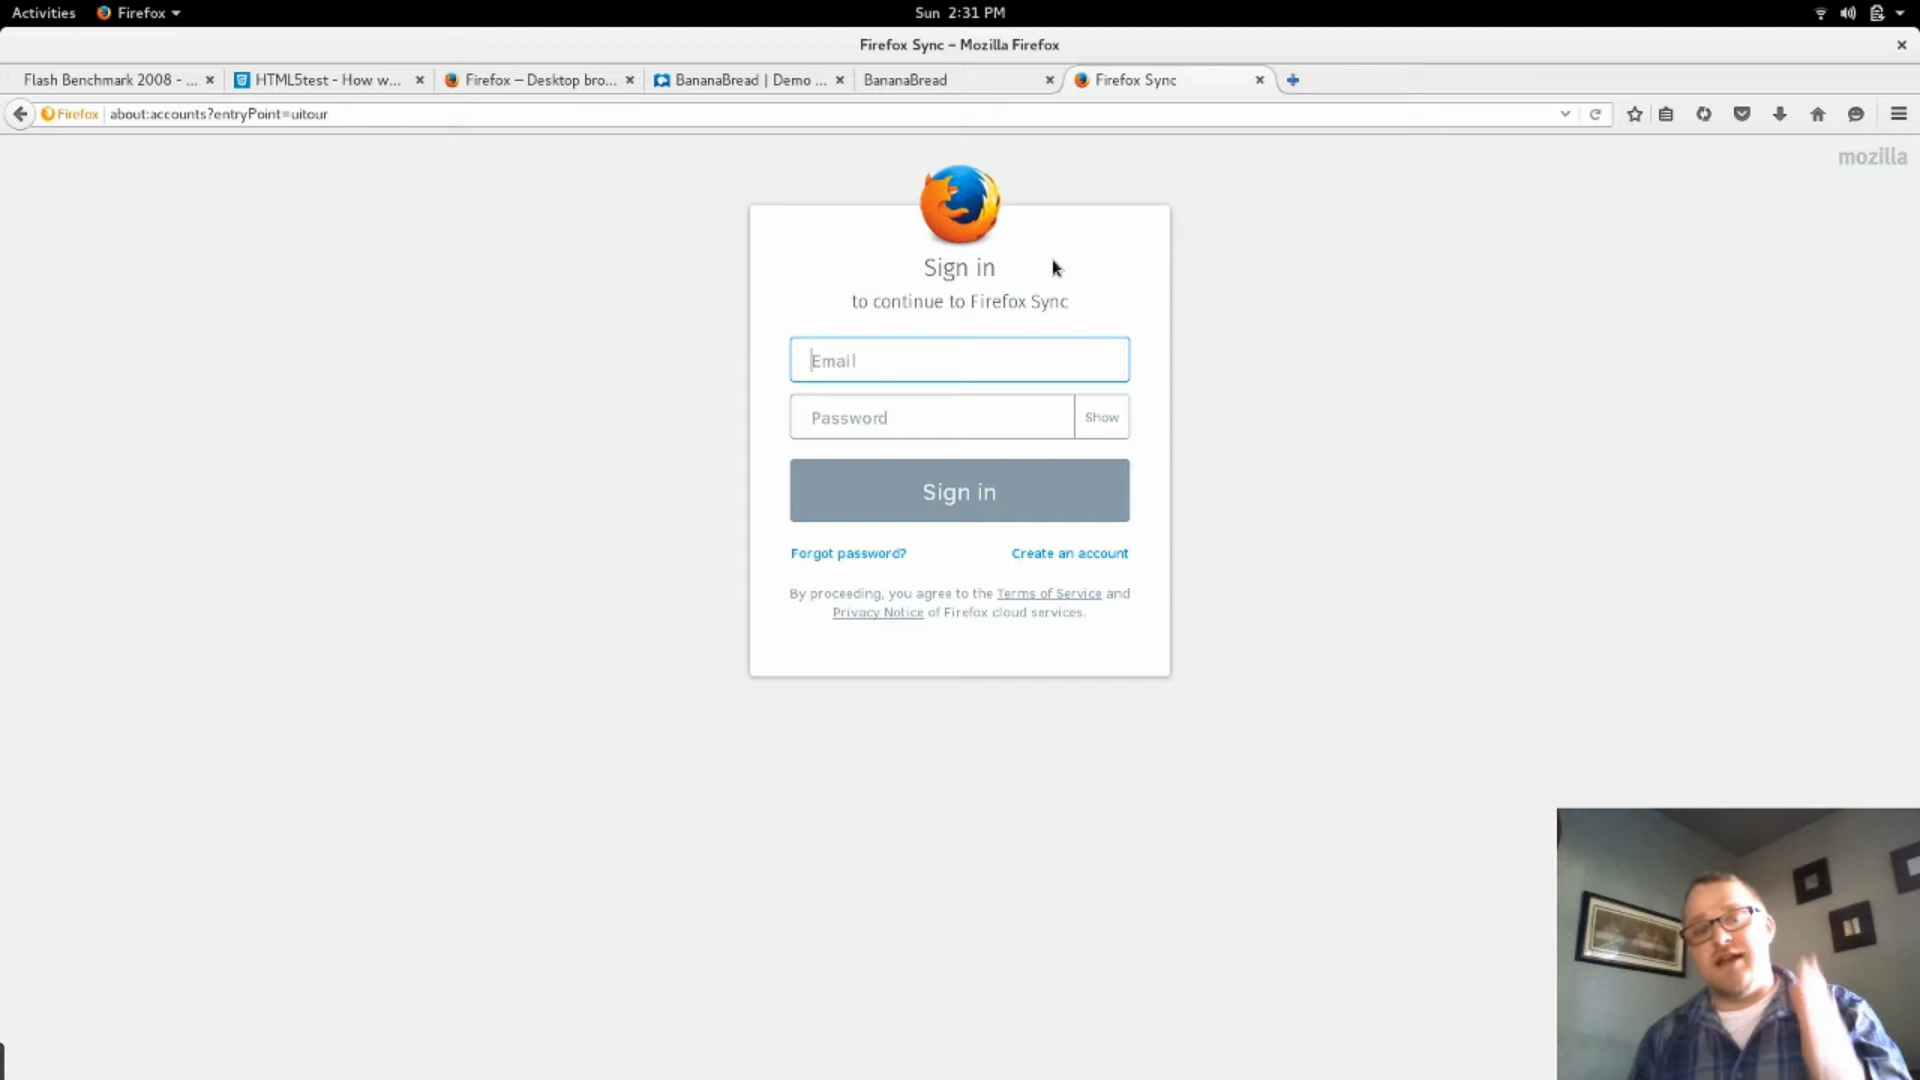 Activities Firefox Sun 2:31 PM
Firefox Sync – Mozilla Firefox
Flash Benchmark 2008 - ... HTML5test - How w... Firefox — Desktop bro... BananaBread | Demo ... BananaBread Firefox Sync
Firefox about:accounts?entryPoint=uitour
mozilla
Sign in
to continue to Firefox Sync
Email
Password Show
Sign in
Forgot password? Create an account
By proceeding, you agree to the Terms of Service and
Privacy Notice of Firefox cloud services.